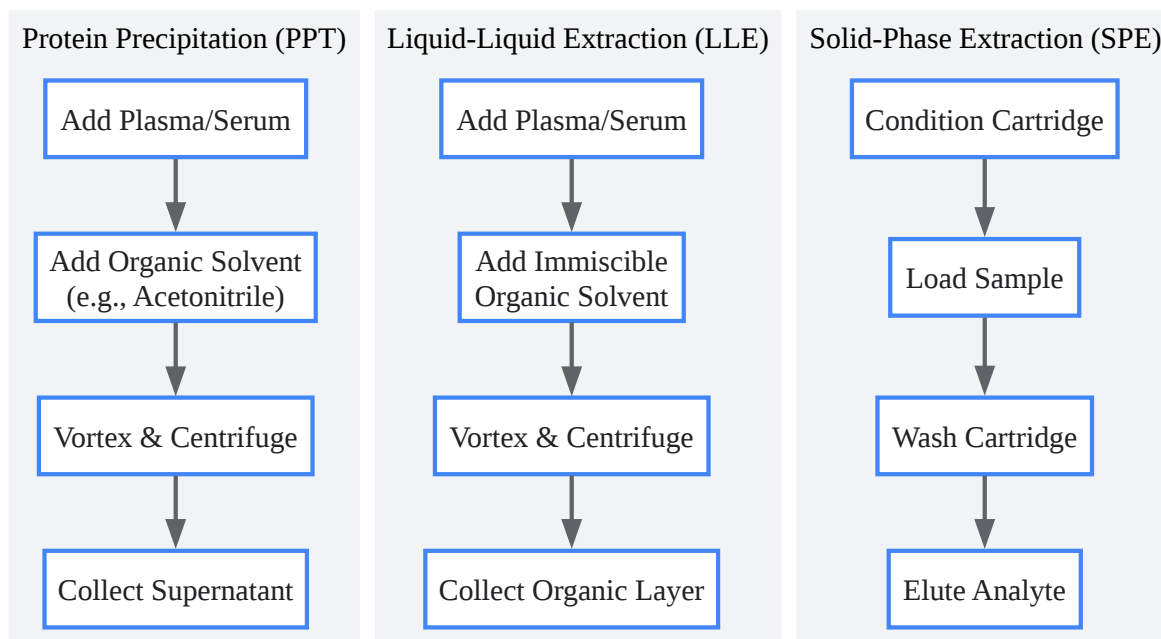 Protein Precipitation (PPT)
Add Plasma/Serum
Add Organic Solvent
(e.g., Acetonitrile)
Vortex & Centrifuge
Collect Supernatant
Liquid-Liquid Extraction (LLE)
Add Plasma/Serum
Add Immiscible
Organic Solvent
Vortex & Centrifuge
Collect Organic Layer
Solid-Phase Extraction (SPE)
Condition Cartridge
Load Sample
Wash Cartridge
Elute Analyte